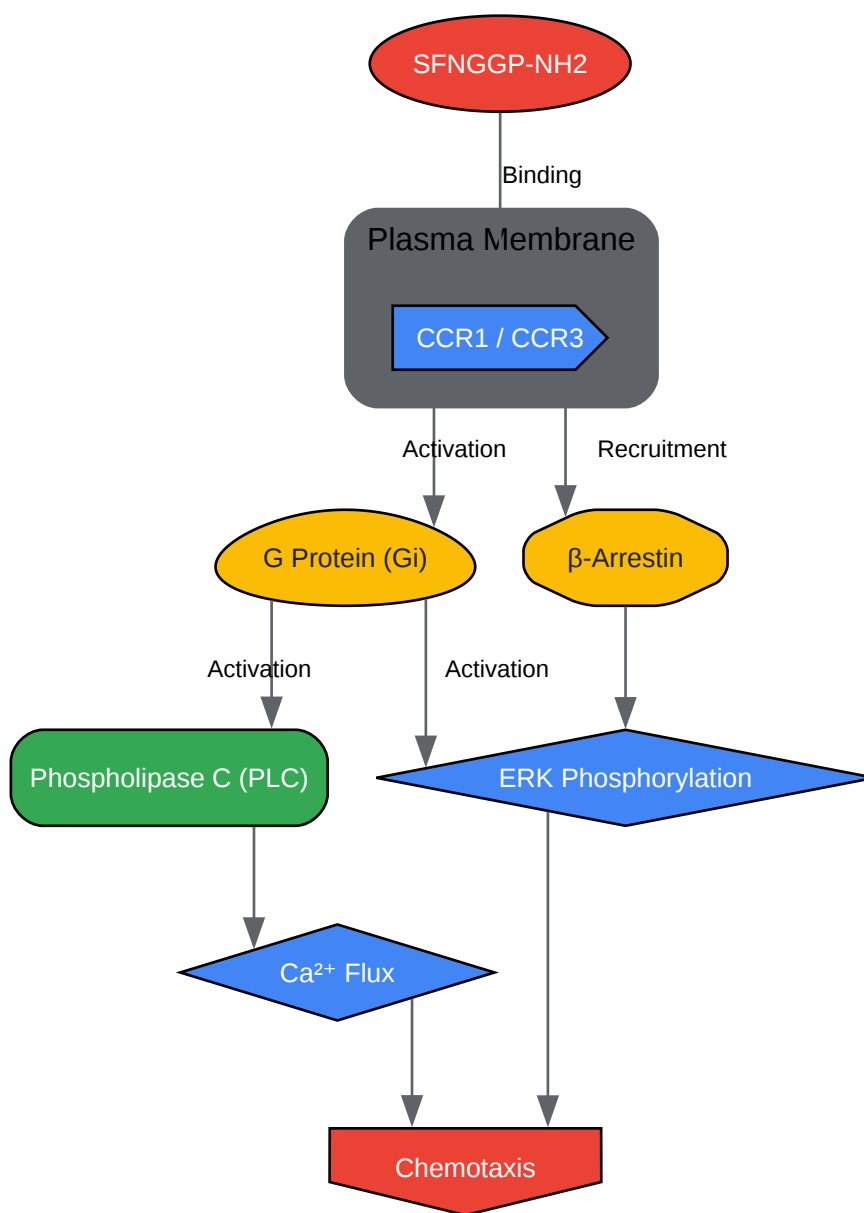 SFNGGP-NH2
Binding
Plasma Membrane
CCR1 / CCR3
Activation
Recruitment
G Protein (Gi)
β-Arrestin
Activation
Activation
Phospholipase C (PLC)
ERK Phosphorylation
Ca²⁺ Flux
Chemotaxis